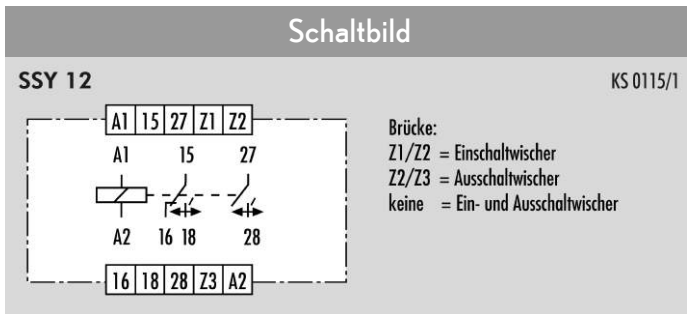 Schaltbild
SSY 12
KS 0115/1
A1 15 27 Z1 Z2
A1 15 27
A2 16 18 28
16 18 28 Z3 A2
Brücke:
Z1/Z2 = Einschaltwischer
Z2/Z3 = Ausschaltwischer
keine = Ein- und Ausschaltwischer